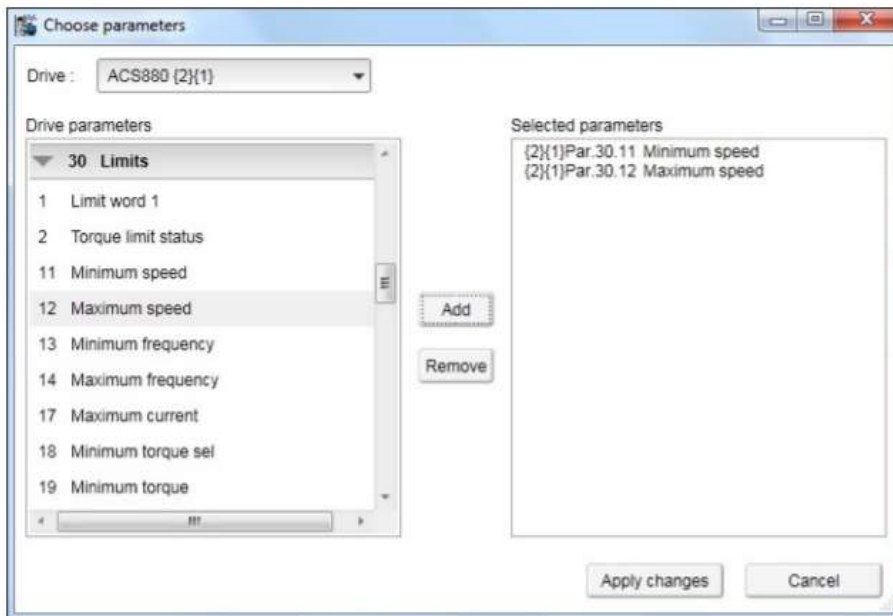 Choose parameters
Drive : ACS880 {2}{1}
Drive parameters
30 Limits
1 Limit word 1
2 Torque limit status
11 Minimum speed
12 Maximum speed
13 Minimum frequency
14 Maximum frequency
17 Maximum current
18 Minimum torque sel
19 Minimum torque
Add
Remove
Selected parameters
{2}{1}Par.30.11 Minimum speed
{2}{1}Par.30.12 Maximum speed
Apply changes
Cancel